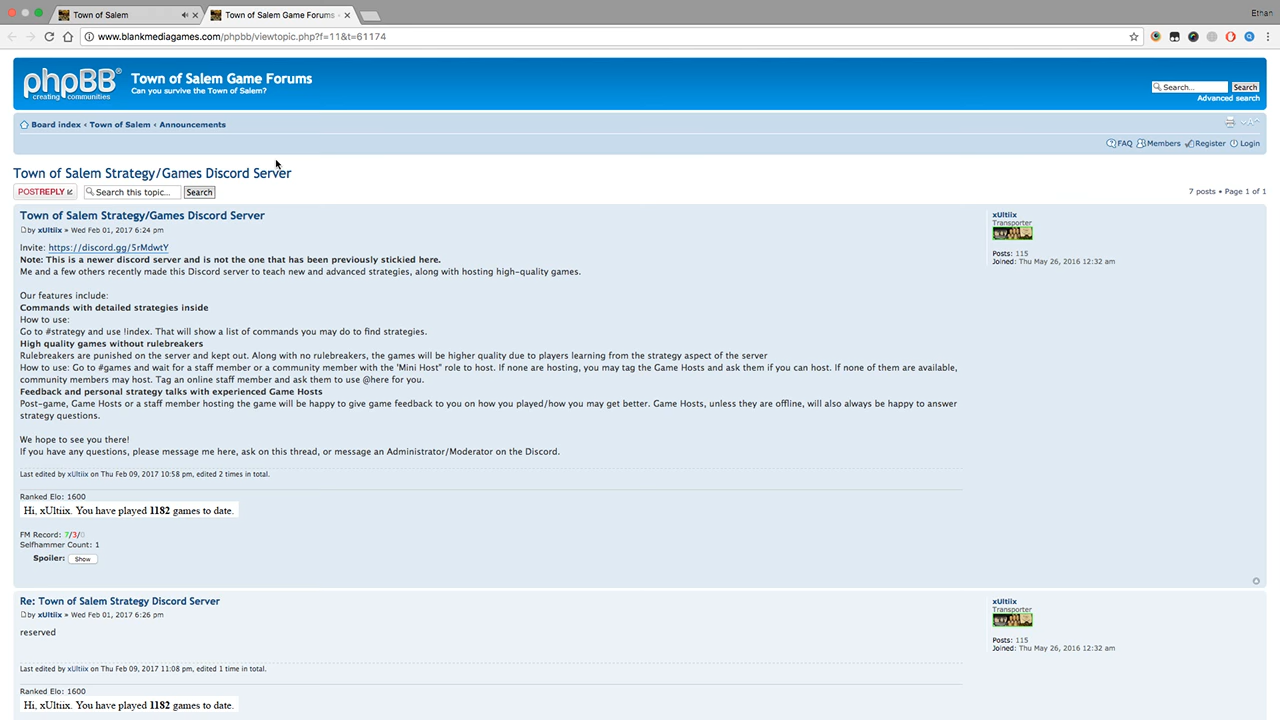 Town of Salem
Town of Salem Game Forums -
Ethan
www.blankmediagames.com/phpbb/viewtopic.php?f=11&t=61174
phpBB®
creating communities
Town of Salem Game Forums
Can you survive the Town of Salem?
Search...
Search
Advanced search
Board index ‹ Town of Salem ‹ Announcements
FAQ Members Register Login
Town of Salem Strategy/Games Discord Server
POSTREPLY
Search this topic...
Search
7 posts • Page 1 of 1
Town of Salem Strategy/Games Discord Server
by xUltiix » Wed Feb 01, 2017 6:24 pm
Invite: https://discord.gg/5rMdwtY
Note: This is a newer discord server and is not the one that has been previously stickied here.
Me and a few others recently made this Discord server to teach new and advanced strategies, along with hosting high-quality games.
Our features include:
Commands with detailed strategies inside
How to use:
Go to #strategy and use !index. That will show a list of commands you may do to find strategies.
High quality games without rulebreakers
Rulebreakers are punished on the server and kept out. Along with no rulebreakers, the games will be higher quality due to players learning from the strategy aspect of the server
How to use: Go to #games and wait for a staff member or a community member with the 'Mini Host" role to host. If none are hosting, you may tag the Game Hosts and ask them if you can host. If none of them are available,
community members may host. Tag an online staff member and ask them to use @here for you.
Feedback and personal strategy talks with experienced Game Hosts
Post-game, Game Hosts or a staff member hosting the game will be happy to give game feedback to you on how you played/how you may get better. Game Hosts, unless they are offline, will also always be happy to answer
strategy questions.
We hope to see you there!
If you have any questions, please message me here, ask on this thread, or message an Administrator/Moderator on the Discord.
Last edited by xUltiix on Thu Feb 09, 2017 10:58 pm, edited 2 times in total.
Ranked Elo: 1600
Hi, xUltiix. You have played 1182 games to date.
FM Record: 7/3/0
Selfhammer Count: 1
Spoiler: Show
xUltiix
Transporter
Posts: 115
Joined: Thu May 26, 2016 12:32 am
Re: Town of Salem Strategy Discord Server
by xUltiix » Wed Feb 01, 2017 6:26 pm
reserved
Last edited by xUltiix on Thu Feb 09, 2017 11:08 pm, edited 1 time in total.
Ranked Elo: 1600
Hi, xUltiix. You have played 1182 games to date.
xUltiix
Transporter
Posts: 115
Joined: Thu May 26, 2016 12:32 am